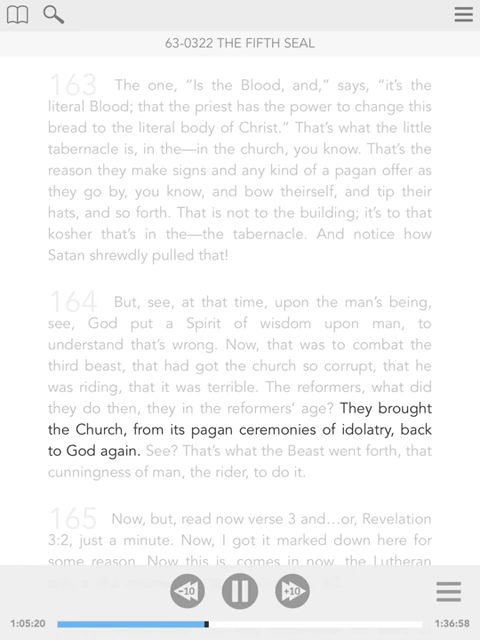 63-0322 THE FIFTH SEAL
163 The one, “Is the Blood, and,” says, “it’s the
literal Blood; that the priest has the power to change this
bread to the literal body of Christ.” That’s what the little
tabernacle is, in the—in the church, you know. That’s the
reason they make signs and any kind of a pagan offer as
they go by, you know, and bow theirself, and tip their
hats, and so forth. That is not to the building; it’s to that
kosher that’s in the—the tabernacle. And notice how
Satan shrewdly pulled that!
164 But, see, at that time, upon the man’s being,
see, God put a Spirit of wisdom upon man, to
understand that’s wrong. Now, that was to combat the
third beast, that had got the church so corrupt, that he
was riding, that it was terrible. The reformers, what did
they do then, they in the reformers’ age? They brought
the Church, from its pagan ceremonies of idolatry, back
to God again. See? That’s what the Beast went forth, that
cunningness of man, the rider, to do it.
165 Now, but, read now verse 3 and…or, Revelation
3:2, just a minute. Now, I got it marked down here for
some reason. Now this, comes in now, the Lutheran
-10
+10
1:05:20
1:36:58